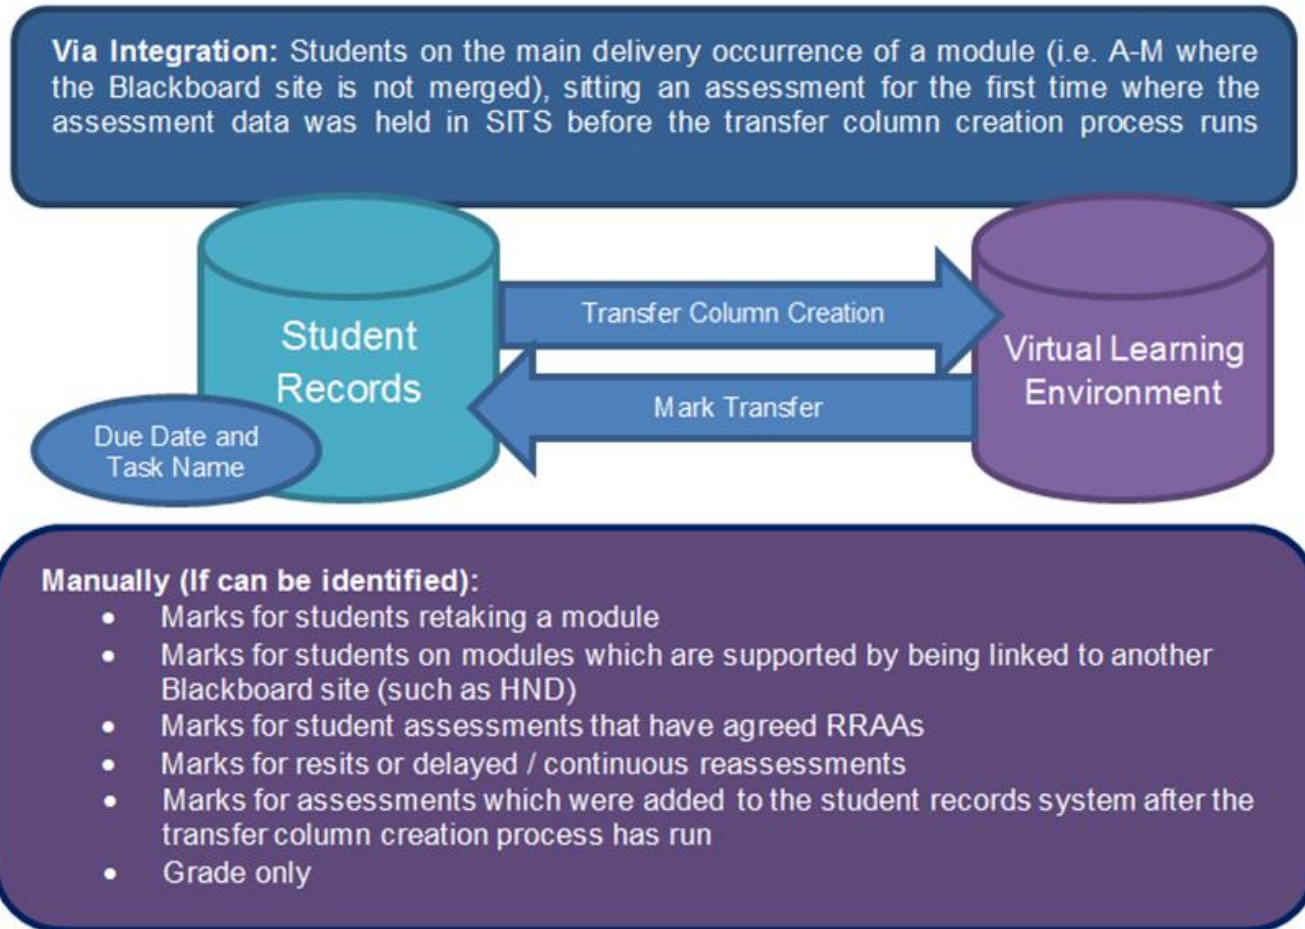 Via Integration: Students on the main delivery occurrence of a module (i.e. A-M where
the Blackboard site is not merged), sitting an assessment for the first time where the
assessment data was held in SITS before the transfer column creation process runs
Transfer Column Creation
Student
Records
Virtual Learning
Environment
Mark Transfer
Due Date and
Task Name
Manually (If can be identified):
• Marks for students retaking a module
• Marks for students on modules which are supported by being linked to another
Blackboard site (such as HND)
• Marks for student assessments that have agreed RRAAs
• Marks for resits or delayed / continuous reassessments
• Marks for assessments which were added to the student records system after the
transfer column creation process has run
• Grade only